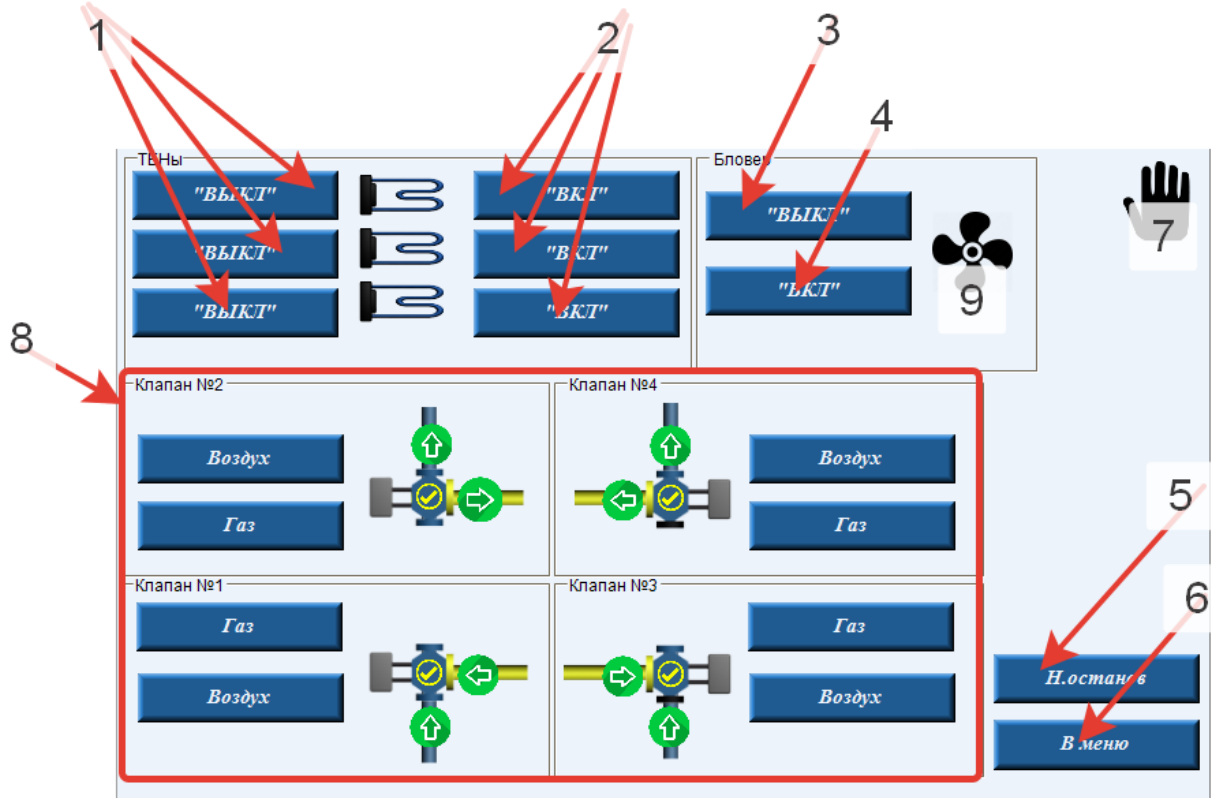 1
2
3
4
ТЕНы
Бловер
"ВЫКЛ"
"ВКЛ"
"ВЫКЛ"
7
"ВЫКЛ"
"ВКЛ"
"ВКЛ"
9
"ВЫКЛ"
"ВКЛ"
8
Клапан №2
Клапан №4
Воздух
Воздух
5
Газ
Газ
Клапан №1
Клапан №3
6
Газ
Газ
Н.останов
Воздух
Воздух
В меню